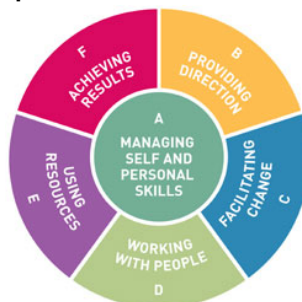 A
MANAGING
SELF AND
PERSONAL
SKILLS
B
PROVIDING
DIRECTION
FACILITATING
CHANGE
C
WORKING
WITH PEOPLE
D
USING
RESOURCES
E
F
ACHIEVING
RESULTS